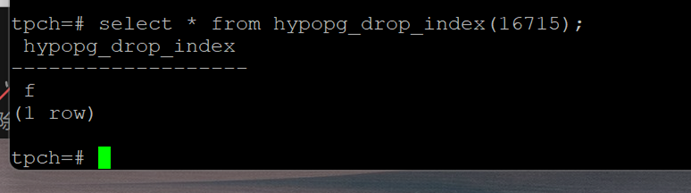 tpch=# select * from hypopg_drop_index(16715);
 hypopg_drop_index
-------------------
 f
(1 row)
tpch=#